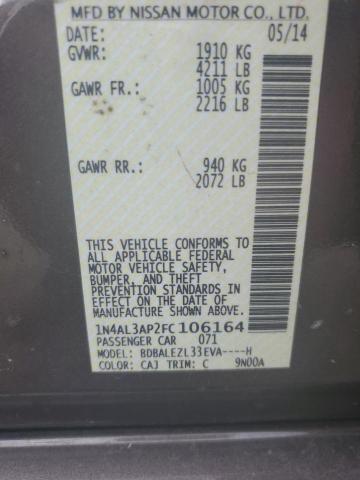 MFD BY NISSAN MOTOR CO., LTD.
DATE: 05/14
GVWR: 1910 KG
4211 LB
GAWR FR.: 1005 KG
2216 LB
GAWR RR.: 940 KG
2072 LB
THIS VEHICLE CONFORMS TO
ALL APPLICABLE FEDERAL
MOTOR VEHICLE SAFETY,
BUMPER, AND THEFT
PREVENTION STANDARDS IN
EFFECT ON THE DATE OF
MANUFACTURE SHOWN ABOVE.
1N4AL3AP2FC106164
PASSENGER CAR 071
MODEL: BDBALEZL33EVA----H
COLOR: CAJ TRIM: C 9N00A